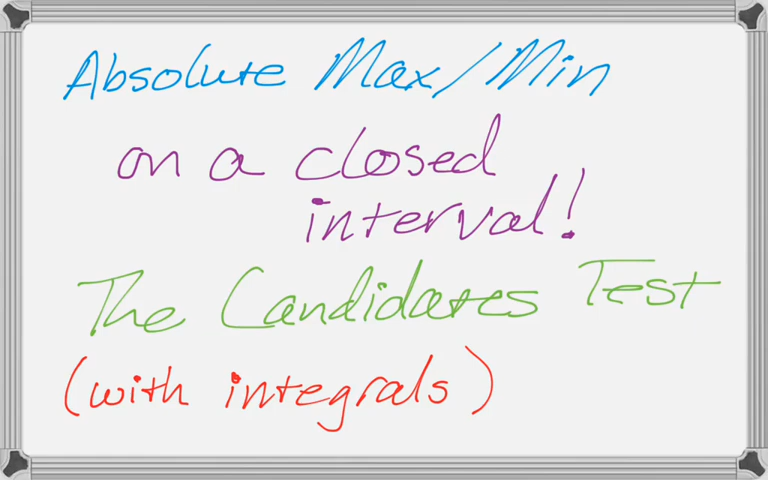 Absolute Max/Min
on a closed
interval!
The Candidates Test
(with integrals)